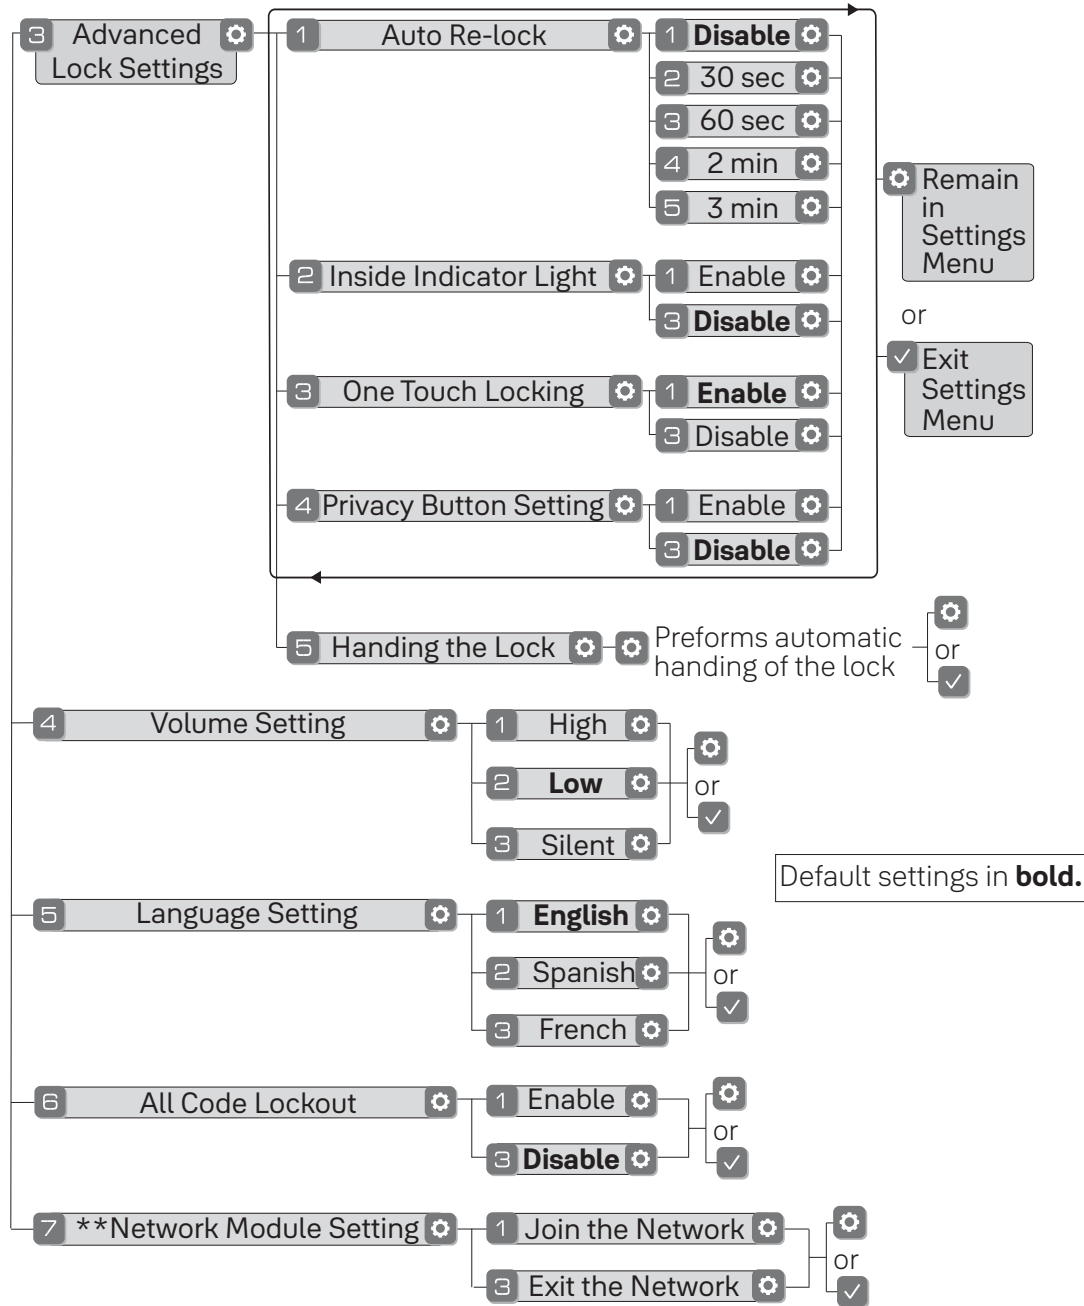 3 Advanced
Lock Settings
1 Auto Re-lock
1 Disable
2 30 sec
3 60 sec
4 2 min
5 3 min
2 Inside Indicator Light
1 Enable
3 Disable
3 One Touch Locking
1 Enable
3 Disable
4 Privacy Button Setting
1 Enable
3 Disable
Remain
in
Settings
Menu
or
Exit
Settings
Menu
5 Handing the Lock
Preforms automatic
handing of the lock
or
4 Volume Setting
1 High
2 Low
3 Silent
or
Default settings in bold.
5 Language Setting
1 English
2 Spanish
3 French
or
6 All Code Lockout
1 Enable
3 Disable
or
7 **Network Module Setting
1 Join the Network
3 Exit the Network
or